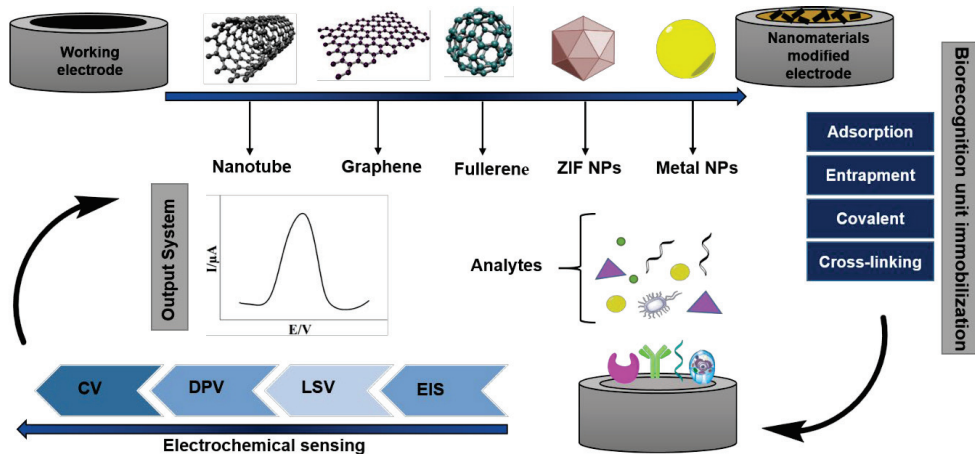 Working
electrode
Nanomaterials
modified
electrode
Nanotube
Graphene
Fullerene
ZIF NPs
Metal NPs
Biorecognition unit immobilization
Adsorption
Entrapment
Covalent
Cross-linking
Output System
I/µA
E/V
Analytes
CV
DPV
LSV
EIS
Electrochemical sensing